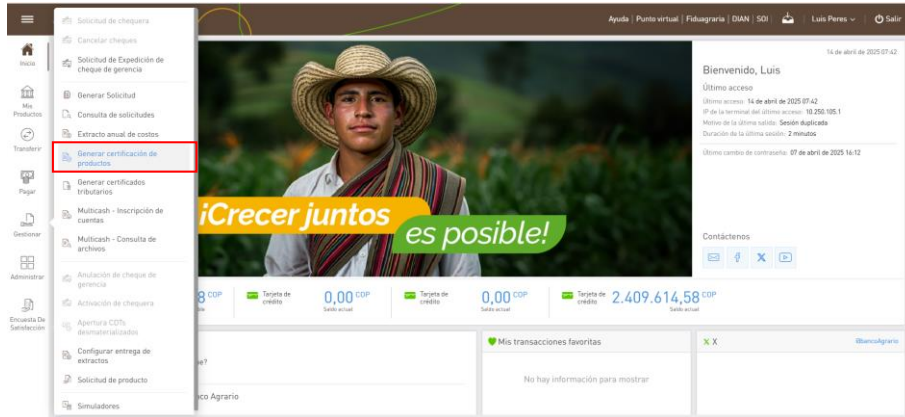 Ayuda | Punto virtual | Fiduagraria | DIAN | SOI | Luis Peres | Salir
Inicio
Mis
Productos
Transferir
Pagar
Gestionar
Administrar
Encuesta De
Satisfacción
Solicitud de chequera
Cancelar cheques
Solicitud de Expedición de
cheque de gerencia
Generar Solicitud
Consulta de solicitudes
Extracto anual de costos
Generar certificación de
productos
Generar certificados
tributarios
Multicash - Inscripción de
cuentas
Multicash - Consulta de
archivos
Anulación de cheque de
gerencia
Activación de chequera
Apertura CDTs
desmaterializados
Configurar entrega de
extractos
Solicitud de producto
Simuladores
¡Crecer juntos
es posible!
14 de abril de 2025 07:42
Bienvenido, Luis
Último acceso
Último acceso: 14 de abril de 2025 07:42
IP de la terminal del último acceso: 10.250.105.1
Motivo de la última salida: Sesión duplicada
Duración de la última sesión: 2 minutos
Último cambio de contraseña: 07 de abril de 2025 16:12
Contáctenos
8 COP
Tarjeta de
crédito
0,00 COP
Saldo actual
Tarjeta de
crédito
0,00 COP
Saldo actual
Tarjeta de
crédito
2.409.614,58 COP
Saldo actual
Mis transacciones favoritas
No hay información para mostrar
X
@BancoAgrario
co Agrario